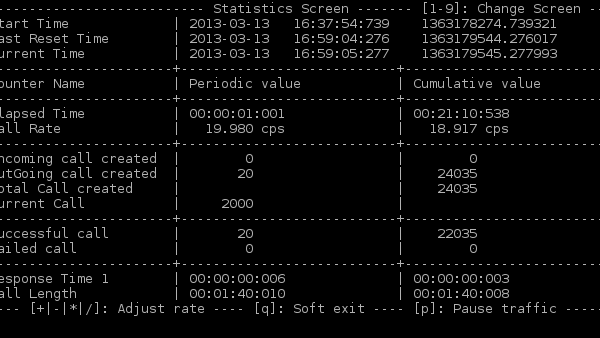 ----------------------------- Statistics Screen ------- [1-9]: Change Screen --
tart Time | 2013-03-13 16:37:54:739 1363178274.739321
ast Reset Time | 2013-03-13 16:59:04:276 1363179544.276017
urrent Time | 2013-03-13 16:59:05:277 1363179545.277993
-------------------------+---------------------------+--------------------------
ounter Name | Periodic value | Cumulative value
-------------------------+---------------------------+--------------------------
lapsed Time | 00:00:01:001 | 00:21:10:538
all Rate | 19.980 cps | 18.917 cps
-------------------------+---------------------------+--------------------------
ncoming call created | 0 | 0
utGoing call created | 20 | 24035
otal Call created | | 24035
urrent Call | 2000 |
-------------------------+---------------------------+--------------------------
uccessful call | 20 | 22035
ailed call | 0 | 0
-------------------------+---------------------------+--------------------------
esponse Time 1 | 00:00:00:006 | 00:00:00:003
all Length | 00:01:40:010 | 00:01:40:008
---- [+|-|*|/]: Adjust rate ---- [q]: Soft exit ---- [p]: Pause traffic -----